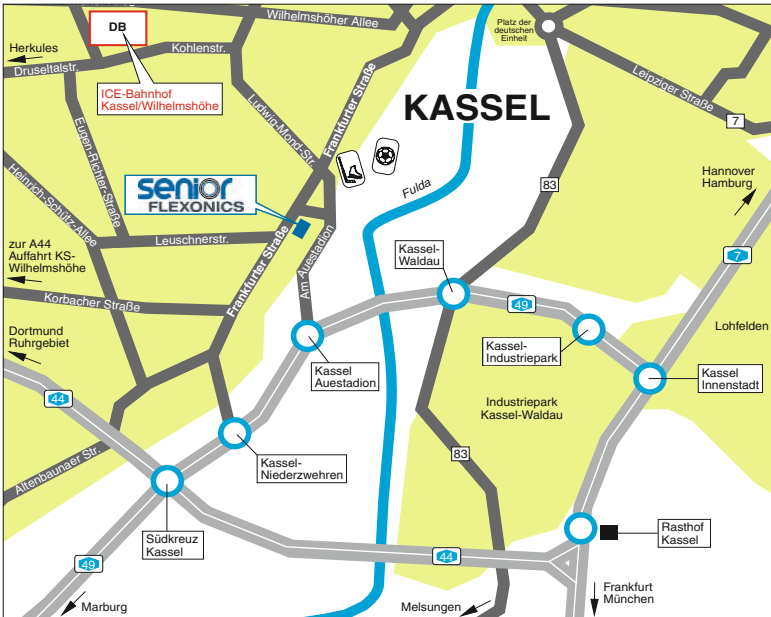 Wilhelmshöher Allee
DB
Herkules
Kohlenstr.
Druseltalstr.
ICE-Bahnhof
Kassel/Wilhelmshöhe
Platz der
deutschen
Einheit
Leipziger Straße
7
Frankfurter Straße
Ludwig-Mond-Str.
Eugen-Richter-Straße
KASSEL
Heinrich-Schütz-Allee
senior
FLEXONICS
Fulda
83
Hannover
Hamburg
Leuschnerstr.
zur A44
Auffahrt KS-
Wilhelmshöhe
Frankfurter Straße
Am Auestadion
Kassel-
Waldau
7
Korbacher Straße
49
Dortmund
Ruhrgebiet
Kassel
Auestadion
Kassel-
Industriepark
Lohfelden
Kassel
Innenstadt
44
Industriepark
Kassel-Waldau
Altenbaunaer Str.
Kassel-
Niederzwehren
83
Südkreuz
Kassel
Rasthof
Kassel
49
44
Marburg
Melsungen
Frankfurt
München